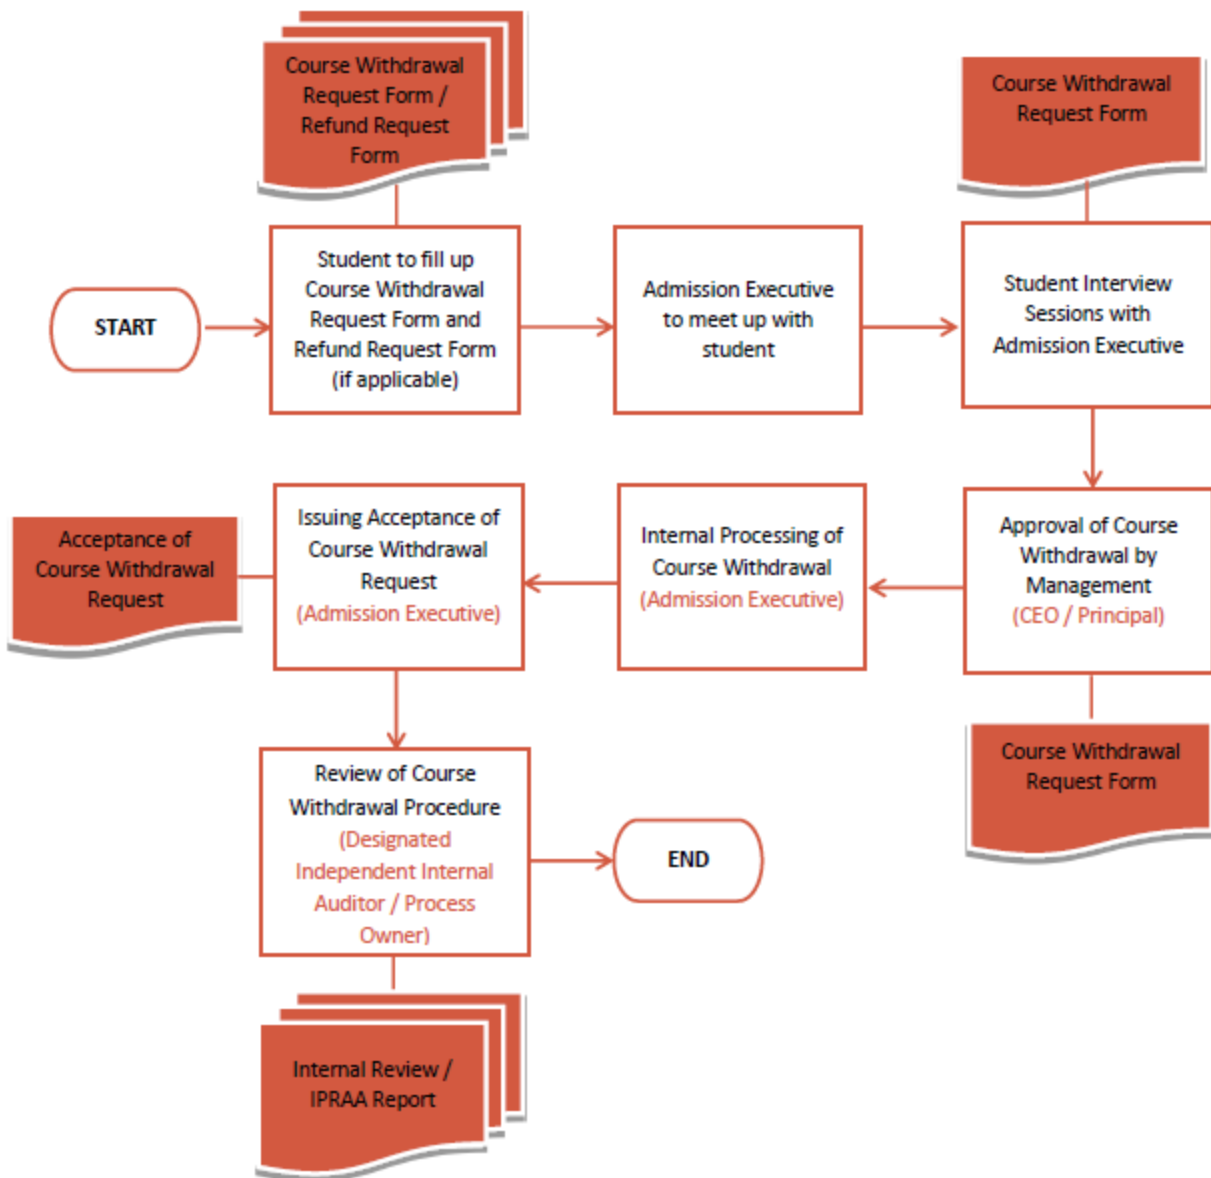 Course Withdrawal
Request Form /
Refund Request
Form
Course Withdrawal
Request Form
START
Student to fill up
Course Withdrawal
Request Form and
Refund Request Form
(if applicable)
Admission Executive
to meet up with
student
Student Interview
Sessions with
Admission Executive
Acceptance of
Course Withdrawal
Request
Issuing Acceptance of
Course Withdrawal
Request
(Admission Executive)
Internal Processing of
Course Withdrawal
(Admission Executive)
Approval of Course
Withdrawal by
Management
(CEO / Principal)
Course Withdrawal
Request Form
Review of Course
Withdrawal Procedure
(Designated
Independent Internal
Auditor / Process
Owner)
END
Internal Review /
IPRAA Report